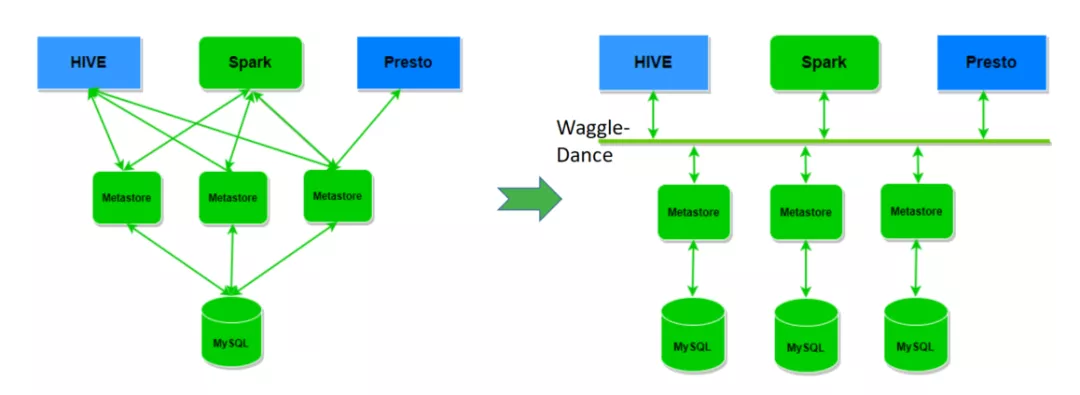 HIVE
Spark
Presto
Metastore
Metastore
Metastore
MySQL
HIVE
Spark
Presto
Waggle-
Dance
Metastore
Metastore
Metastore
MySQL
MySQL
MySQL